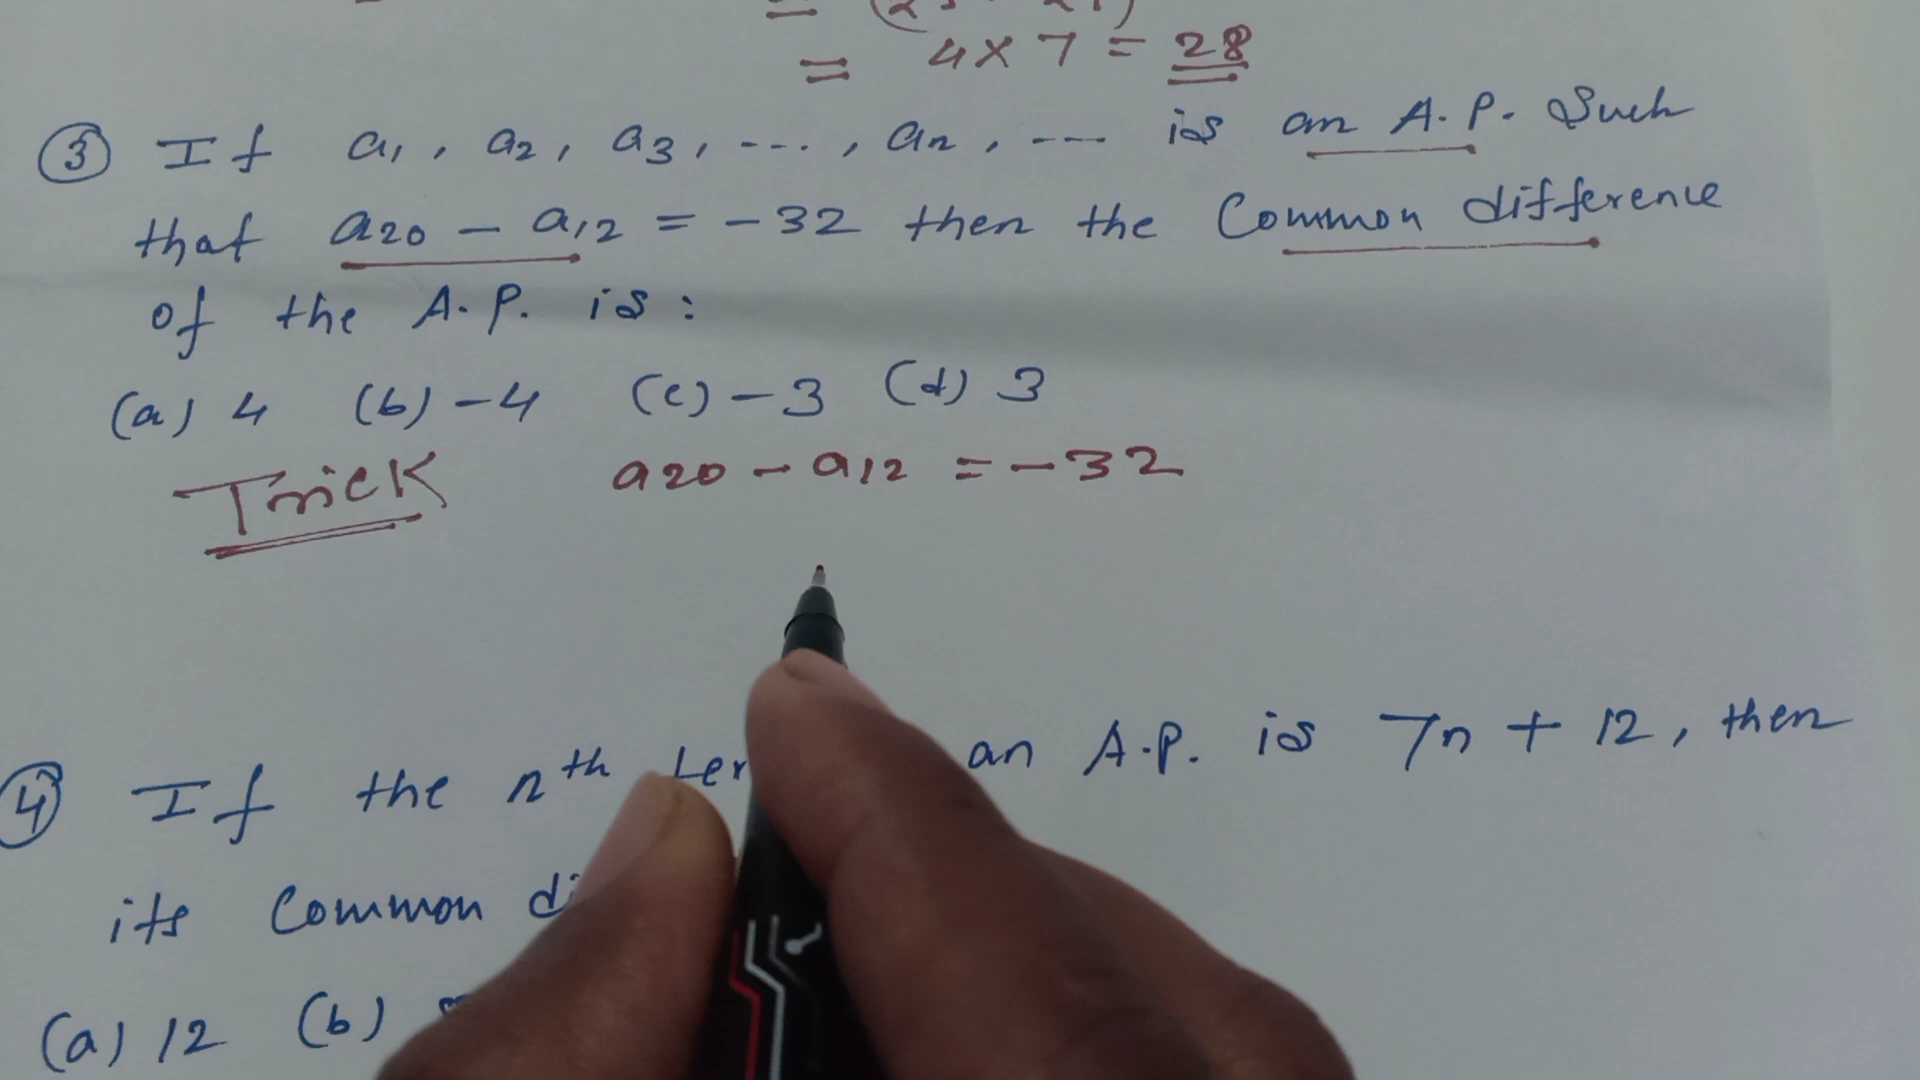 = 4 × 7 = 28
③ If a₁, a₂, a₃, ---, aₙ, --- is an A.P. Such
that a₂₀ - a₁₂ = -32 then the Common difference
of the A.P. is:
(a) 4 (b) -4 (c) -3 (d) 3
Trick a₂₀ - a₁₂ = -32
④ If the nᵗʰ an A.P. is 7n + 12, then
its Common
(a) 12 (b)